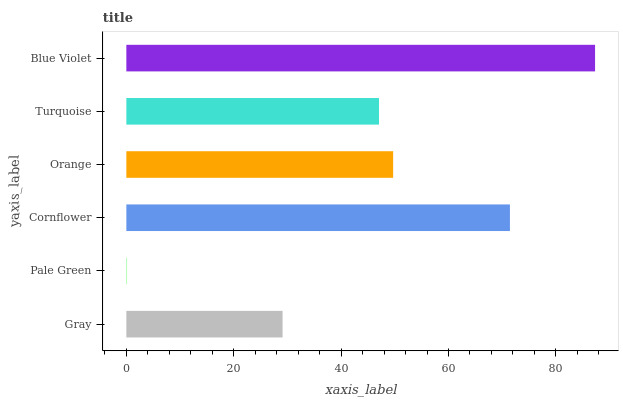 title
yaxis_label
Blue Violet
Turquoise
Orange
Cornflower
Pale Green
Gray
0 20 40 60 80
xaxis_label